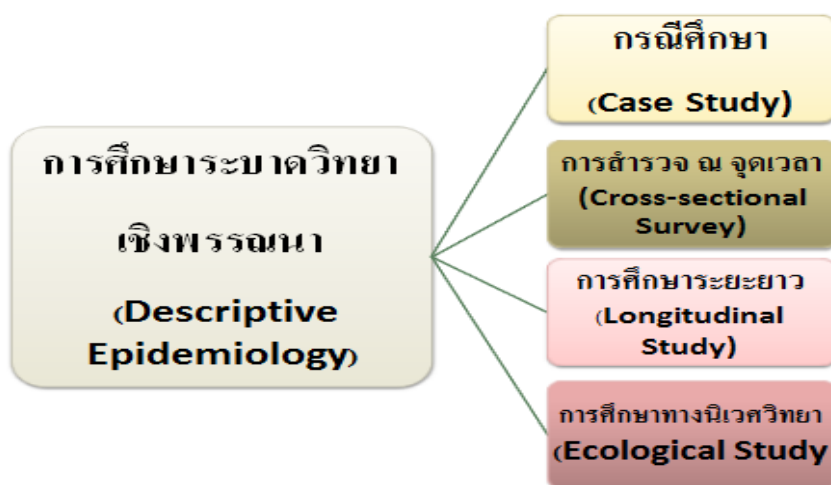 การศึกษาระบาดวิทยา
เชิงพรรณนา
(Descriptive
Epidemiology)
กรณีศึกษา
(Case Study)
การสำรวจ ณ จุดเวลา
(Cross-sectional
Survey)
การศึกษาระยะยาว
(Longitudinal
Study)
การศึกษาทางนิเวศวิทยา
(Ecological Study